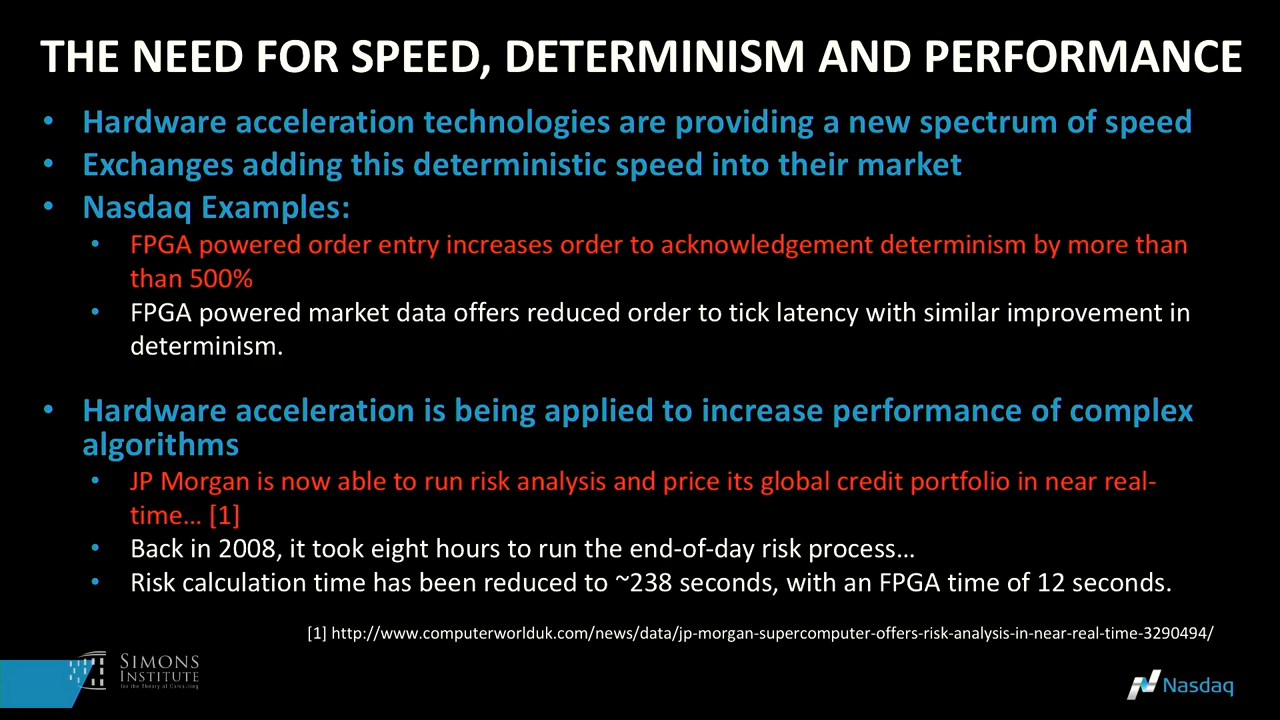 THE NEED FOR SPEED, DETERMINISM AND PERFORMANCE
• Hardware acceleration technologies are providing a new spectrum of speed
• Exchanges adding this deterministic speed into their market
• Nasdaq Examples:
• FPGA powered order entry increases order to acknowledgement determinism by more than
than 500%
• FPGA powered market data offers reduced order to tick latency with similar improvement in
determinism.
• Hardware acceleration is being applied to increase performance of complex
algorithms
• JP Morgan is now able to run risk analysis and price its global credit portfolio in near real-
time… [1]
• Back in 2008, it took eight hours to run the end-of-day risk process…
• Risk calculation time has been reduced to ~238 seconds, with an FPGA time of 12 seconds.
[1] http://www.computerworlduk.com/news/data/jp-morgan-supercomputer-offers-risk-analysis-in-near-real-time-3290494/
SIMONS
INSTITUTE
for the Theory of Computing
Nasdaq